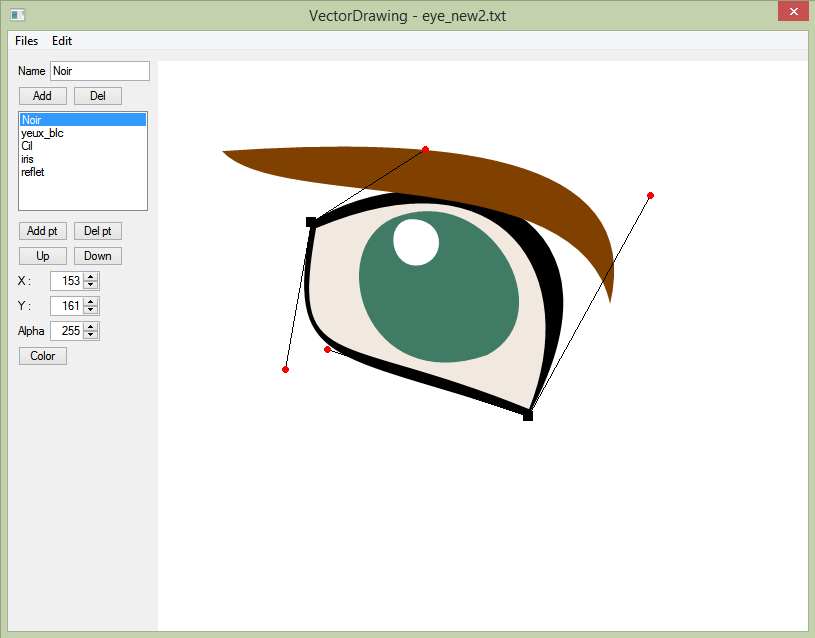 VectorDrawing - eye_new2.txt
Files Edit
Name Noir
Add Del
Noir
yeux_blc
Cil
iris
reflet
Add pt Del pt
Up Down
X : 153
Y : 161
Alpha 255
Color